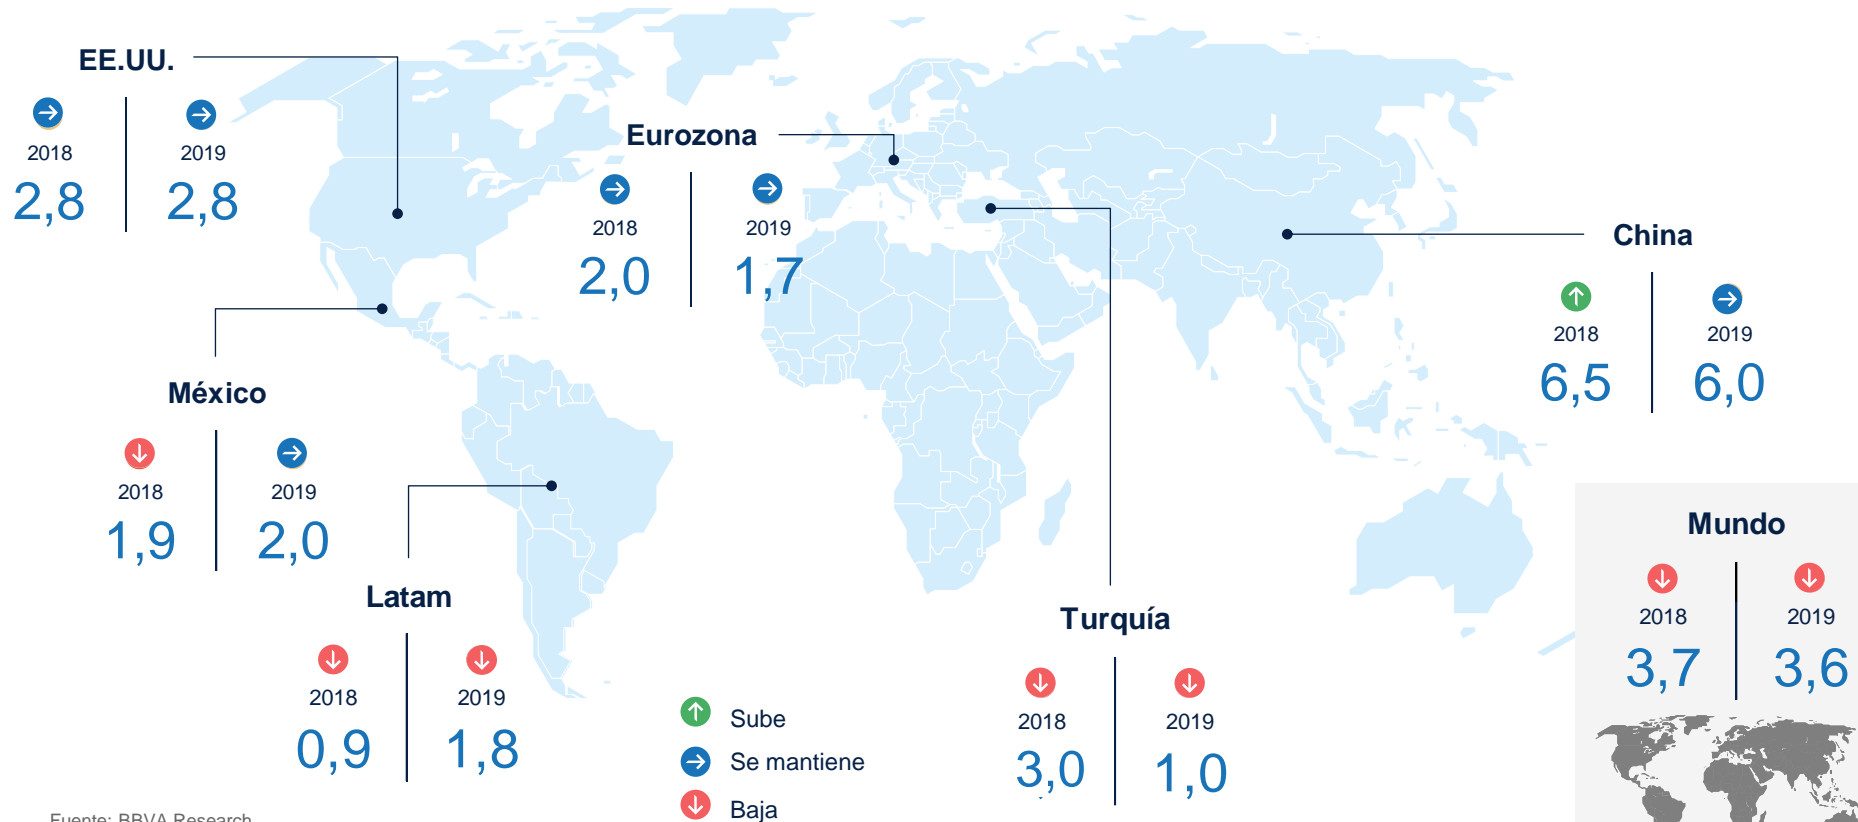 EE.UU.
2018 2019
2,8 2,8
Eurozona
2018 2019
2,0 1,7
China
2018 2019
6,5 6,0
México
2018 2019
1,9 2,0
Latam
2018 2019
0,9 1,8
Turquía
2018 2019
3,0 1,0
Mundo
2018 2019
3,7 3,6
Sube
Se mantiene
Baja
Fuente: BBVA Research